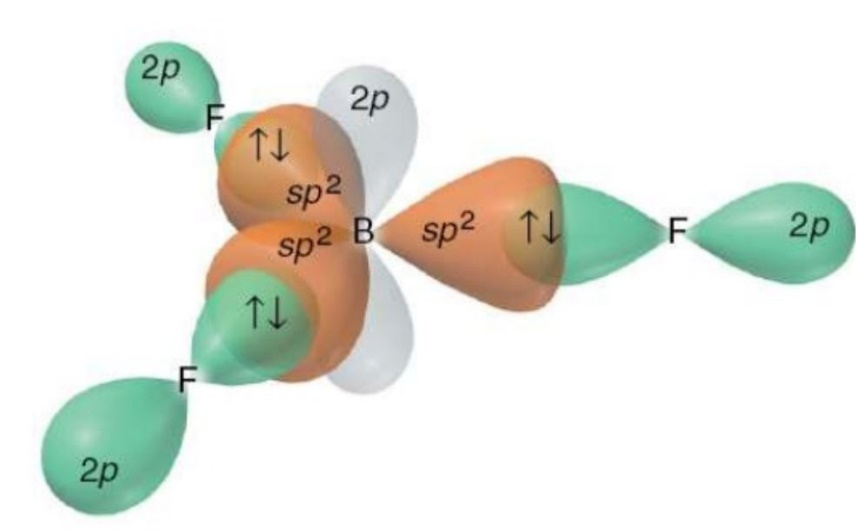 2p
F
2p
↑↓
sp²
sp²
B
sp²
↑↓
F
2p
↑↓
F
2p